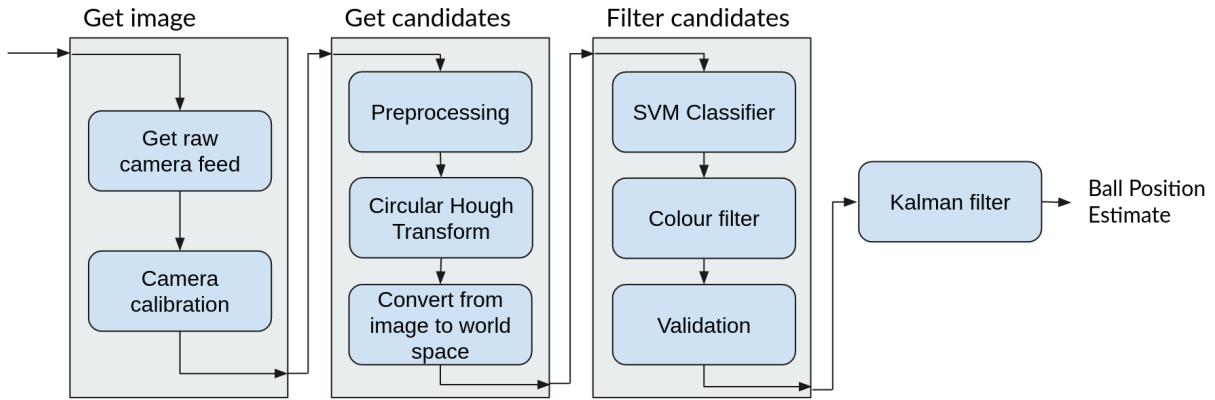 Get image
Get raw
camera feed
Camera
calibration
Get candidates
Preprocessing
Circular Hough
Transform
Convert from
image to world
space
Filter candidates
SVM Classifier
Colour filter
Validation
Kalman filter
Ball Position
Estimate